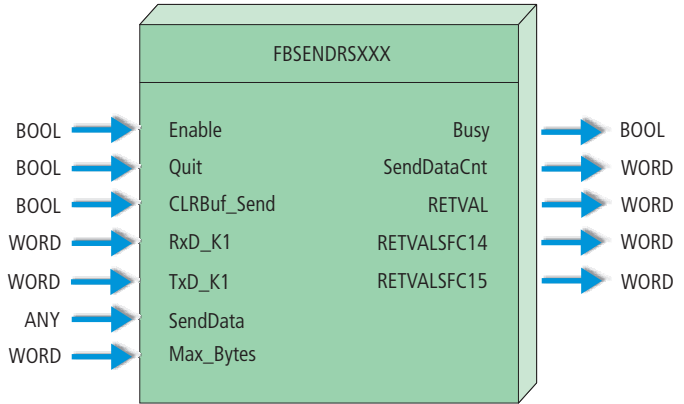 FBSENDRSXXX
BOOL Enable Busy BOOL
BOOL Quit SendDataCnt WORD
BOOL CLRBuf_Send RETVAL WORD
WORD RxD_K1 RETVALSFC14 WORD
WORD TxD_K1 RETVALSFC15 WORD
ANY SendData
WORD Max_Bytes